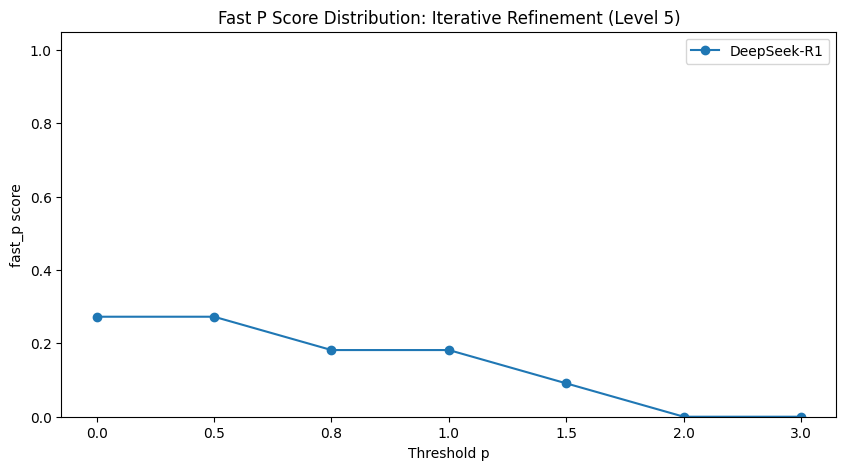 Fast P Score Distribution: Iterative Refinement (Level 5)
DeepSeek-R1
fast_p score
1.0
0.8
0.6
0.4
0.2
0.0
0.0 0.5 0.8 1.0 1.5 2.0 3.0
Threshold p